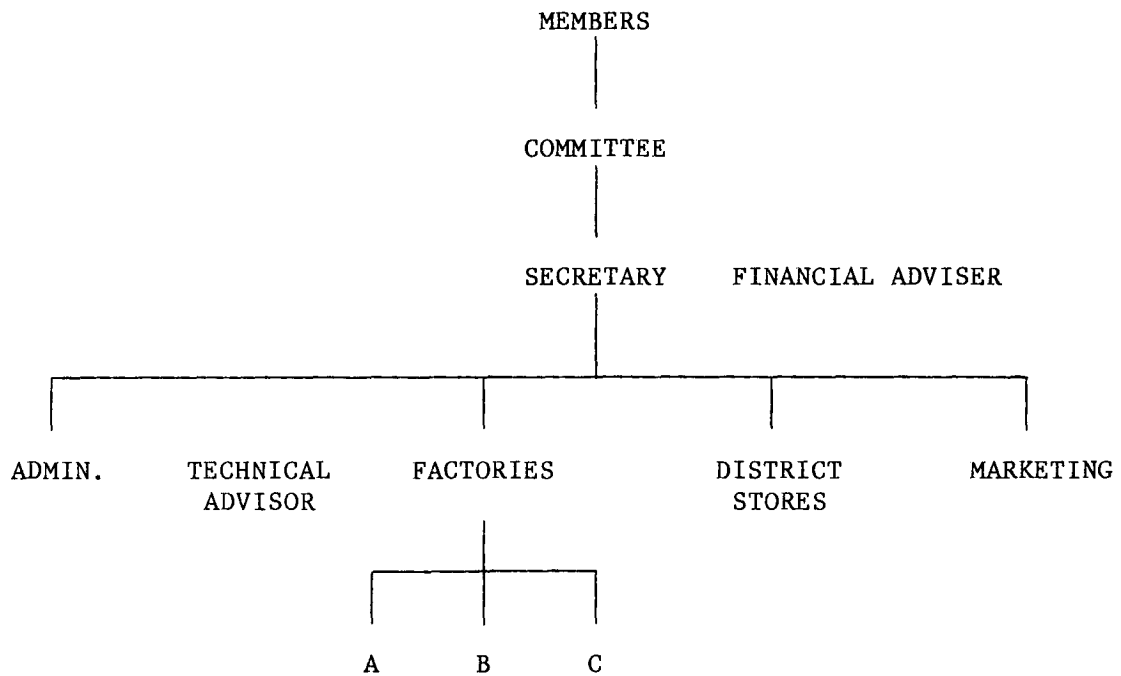 MEMBERS
COMMITTEE
SECRETARY FINANCIAL ADVISER
ADMIN. TECHNICAL FACTORIES DISTRICT MARKETING
ADVISOR STORES
A B C